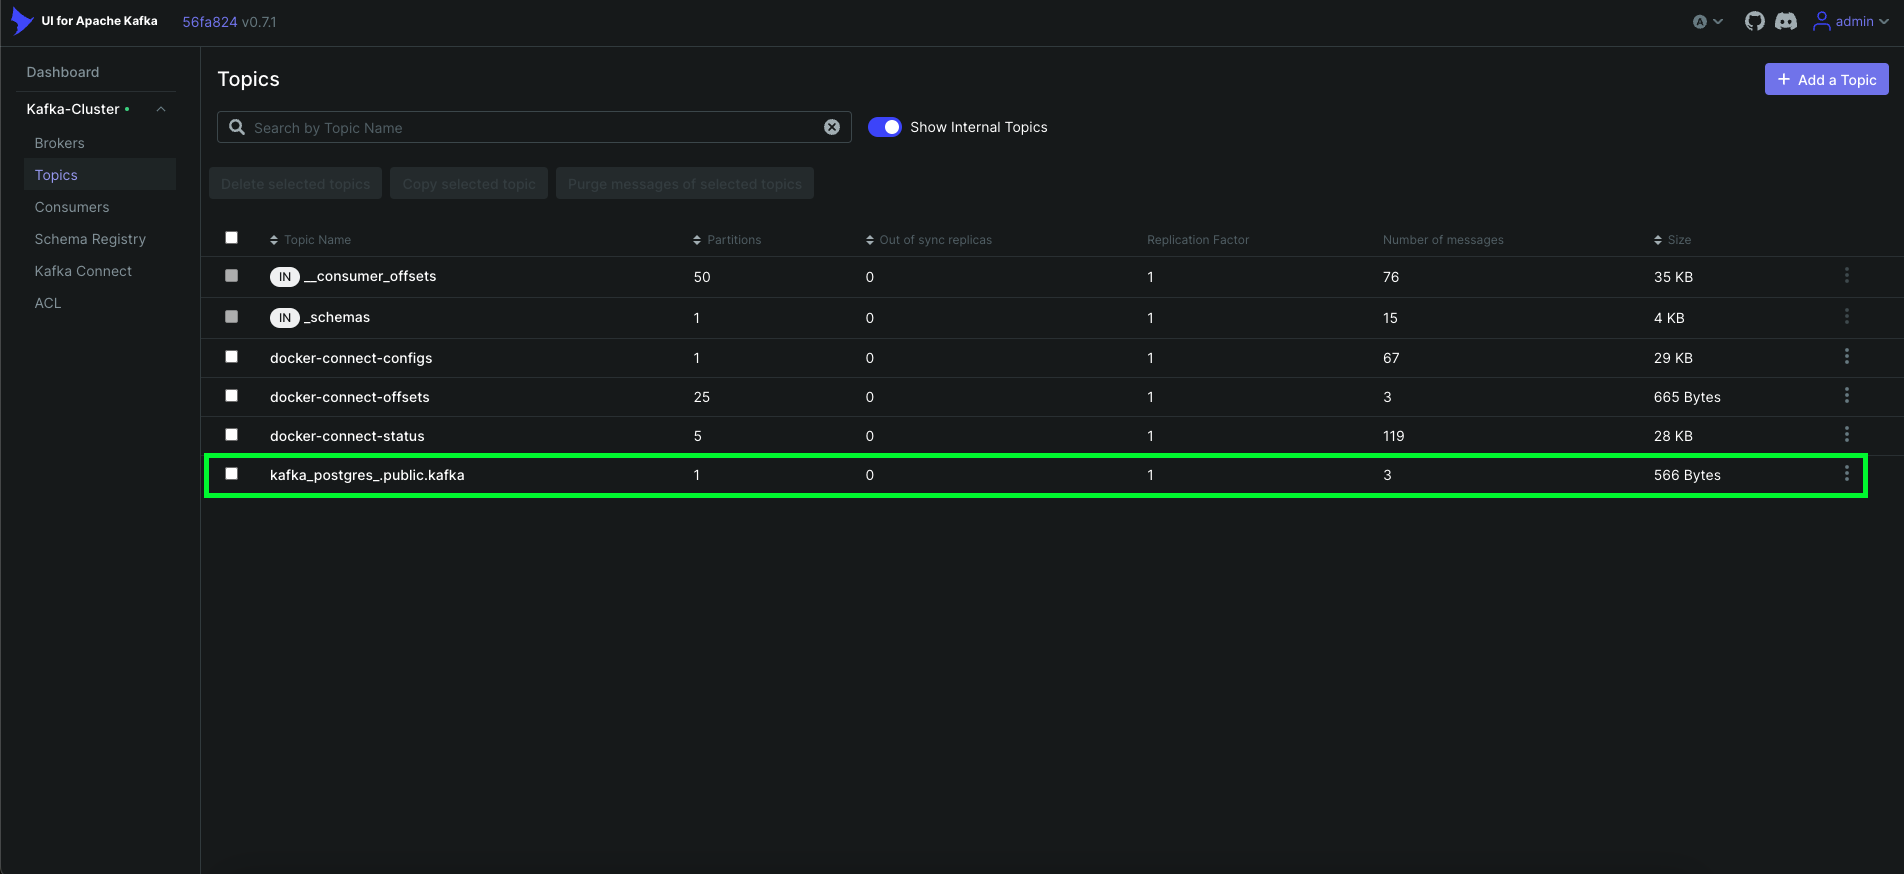 UI for Apache Kafka 56fa824 v0.7.1 A admin
Dashboard
Kafka-Cluster
Brokers
Topics
Consumers
Schema Registry
Kafka Connect
ACL
Topics
+ Add a Topic
Search by Topic Name
Show Internal Topics
Delete selected topics Copy selected topic Purge messages of selected topics
Topic Name Partitions Out of sync replicas Replication Factor Number of messages Size
IN __consumer_offsets 50 0 1 76 35 KB
IN _schemas 1 0 1 15 4 KB
docker-connect-configs 1 0 1 67 29 KB
docker-connect-offsets 25 0 1 3 665 Bytes
docker-connect-status 5 0 1 119 28 KB
kafka_postgres_.public.kafka 1 0 1 3 566 Bytes